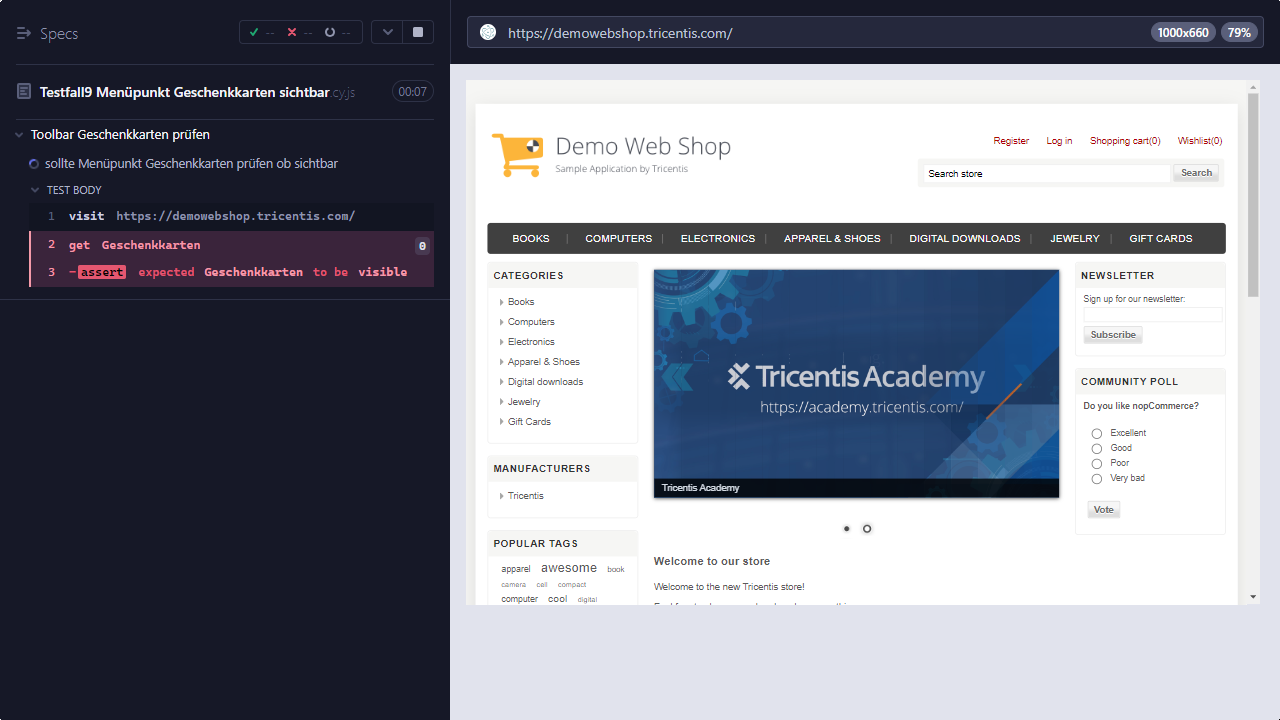 Specs
-- -- --
Testfall9 Menüpunkt Geschenkkarten sichtbar.cy.js 00:07
Toolbar Geschenkkarten prüfen
sollte Menüpunkt Geschenkkarten prüfen ob sichtbar
TEST BODY
1 visit https://demowebshop.tricentis.com/
2 get Geschenkkarten 0
3 -assert expected Geschenkkarten to be visible
https://demowebshop.tricentis.com/ 1000x660 79%
Demo Web Shop
Sample Application by Tricentis
Register Log in Shopping cart(0) Wishlist(0)
Search store Search
BOOKS | COMPUTERS | ELECTRONICS | APPAREL & SHOES | DIGITAL DOWNLOADS | JEWELRY | GIFT CARDS
CATEGORIES
Books
Computers
Electronics
Apparel & Shoes
Digital downloads
Jewelry
Gift Cards
MANUFACTURERS
Tricentis
POPULAR TAGS
apparel awesome book
camera cell compact
computer cool digital
Tricentis Academy
https://academy.tricentis.com/
Tricentis Academy
Welcome to our store
Welcome to the new Tricentis store!
NEWSLETTER
Sign up for our newsletter:
Subscribe
COMMUNITY POLL
Do you like nopCommerce?
Excellent
Good
Poor
Very bad
Vote